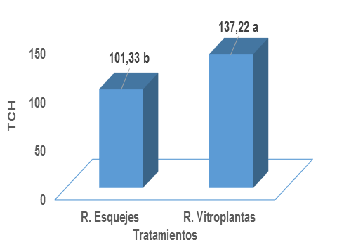 137,22 a
101,33 b
150
100
50
0
TCH
R. Esquejes
R. Vitroplantas
Tratamientos